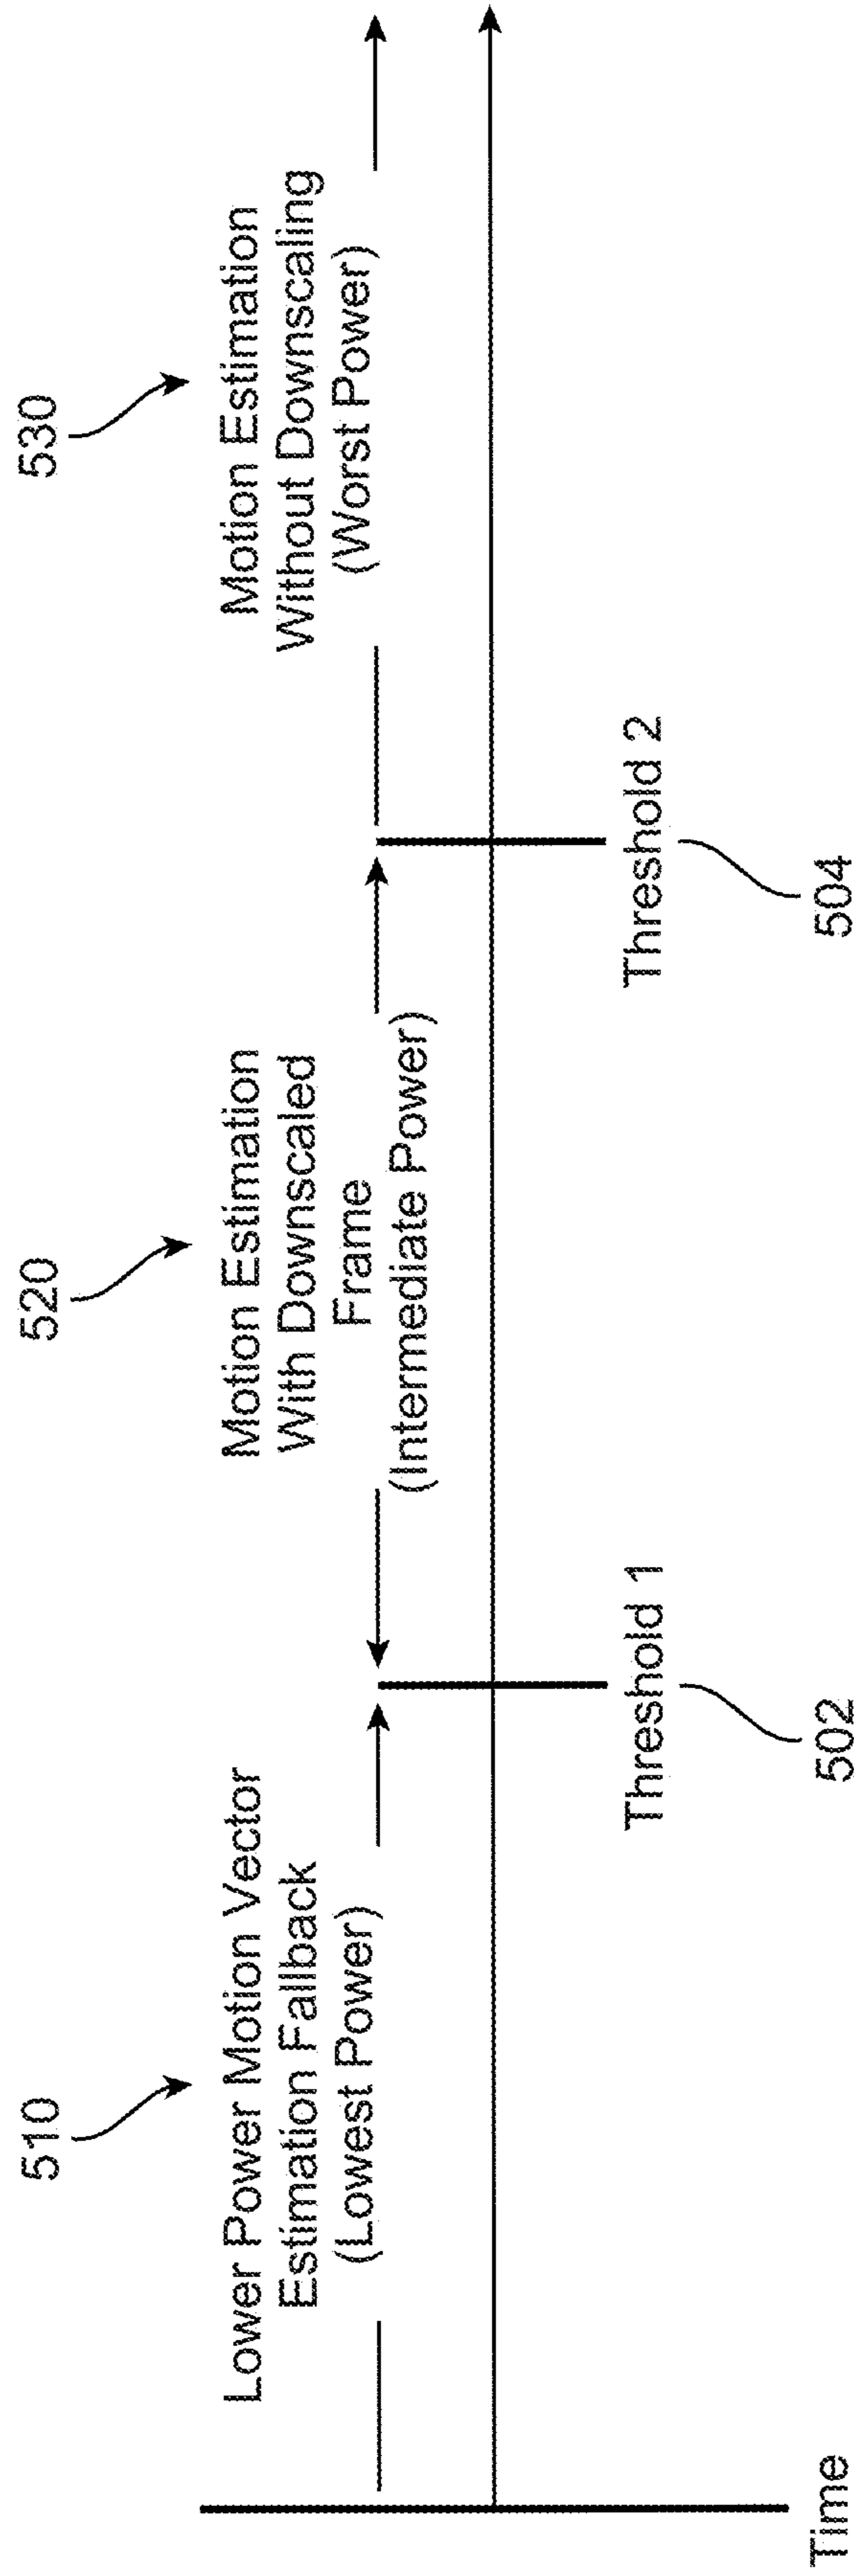 510
Lower Power Motion Vector
Estimation Fallback
(Lowest Power)
520
Motion Estimation
With Downscaled
Frame
(Intermediate Power)
530
Motion Estimation
Without Downscaling
(Worst Power)
Time
Threshold 1
502
Threshold 2
504